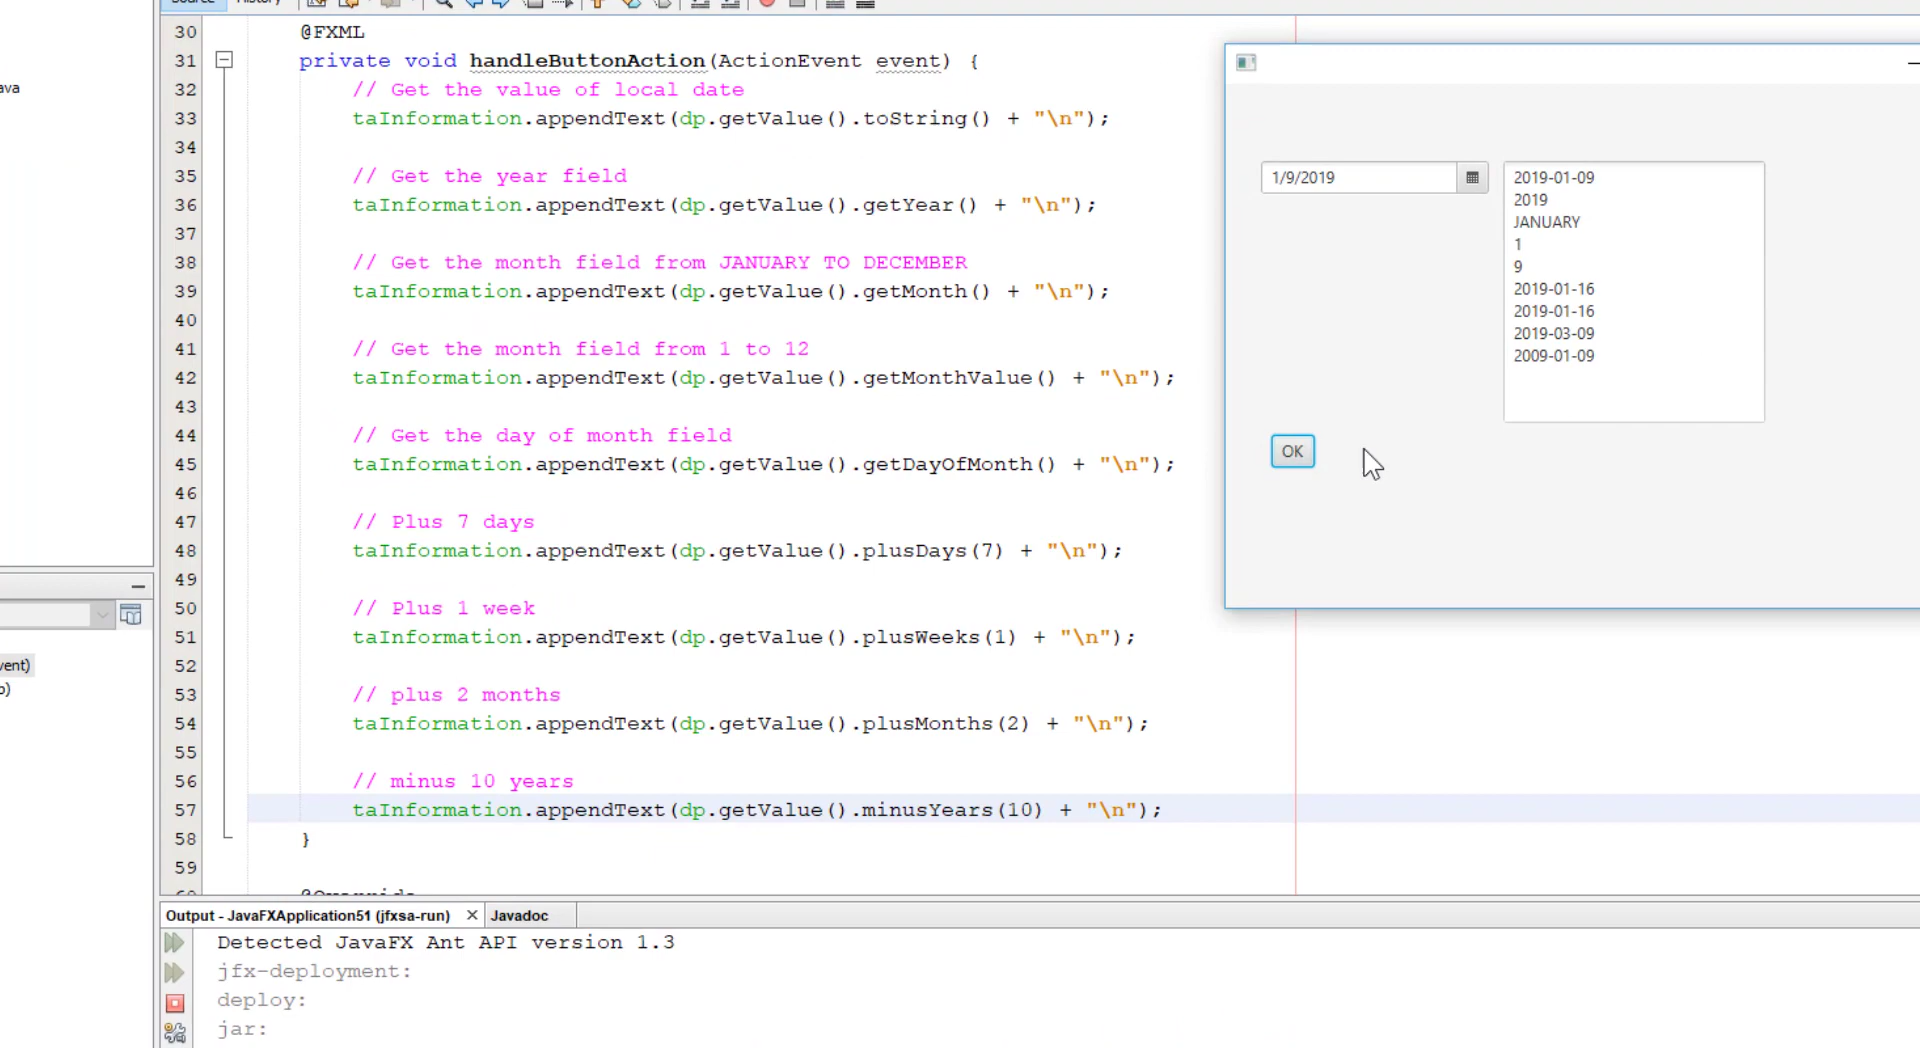 Source History
30 @FXML
31 private void handleButtonAction(ActionEvent event) {
32 // Get the value of local date
33 taInformation.appendText(dp.getValue().toString() + "\n");
34
35 // Get the year field
36 taInformation.appendText(dp.getValue().getYear() + "\n");
37
38 // Get the month field from JANUARY TO DECEMBER
39 taInformation.appendText(dp.getValue().getMonth() + "\n");
40
41 // Get the month field from 1 to 12
42 taInformation.appendText(dp.getValue().getMonthValue() + "\n");
43
44 // Get the day of month field
45 taInformation.appendText(dp.getValue().getDayOfMonth() + "\n");
46
47 // Plus 7 days
48 taInformation.appendText(dp.getValue().plusDays(7) + "\n");
49
50 // Plus 1 week
51 taInformation.appendText(dp.getValue().plusWeeks(1) + "\n");
52
53 // plus 2 months
54 taInformation.appendText(dp.getValue().plusMonths(2) + "\n");
55
56 // minus 10 years
57 taInformation.appendText(dp.getValue().minusYears(10) + "\n");
58 }
59
1/9/2019
2019-01-09
2019
JANUARY
1
9
2019-01-16
2019-01-16
2019-03-09
2009-01-09
OK
ava
vent)
Output - JavaFXApplication51 (jfxsa-run)
Javadoc
Detected JavaFX Ant API version 1.3
jfx-deployment:
deploy:
jar: